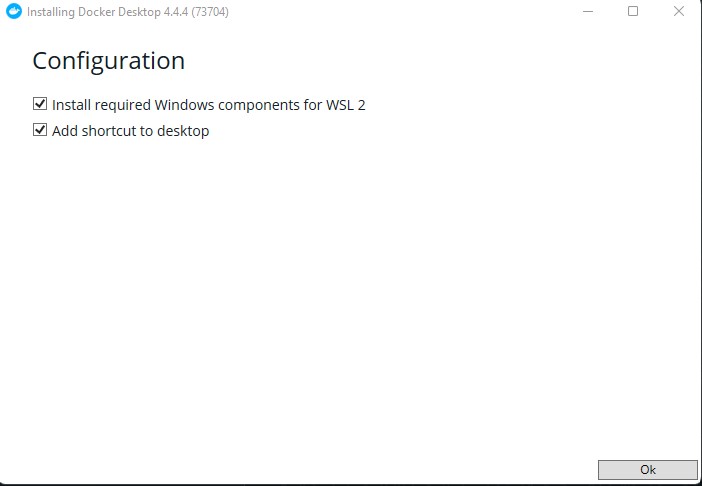 Installing Docker Desktop 4.4.4 (73704)
Configuration
Install required Windows components for WSL 2
Add shortcut to desktop
Ok